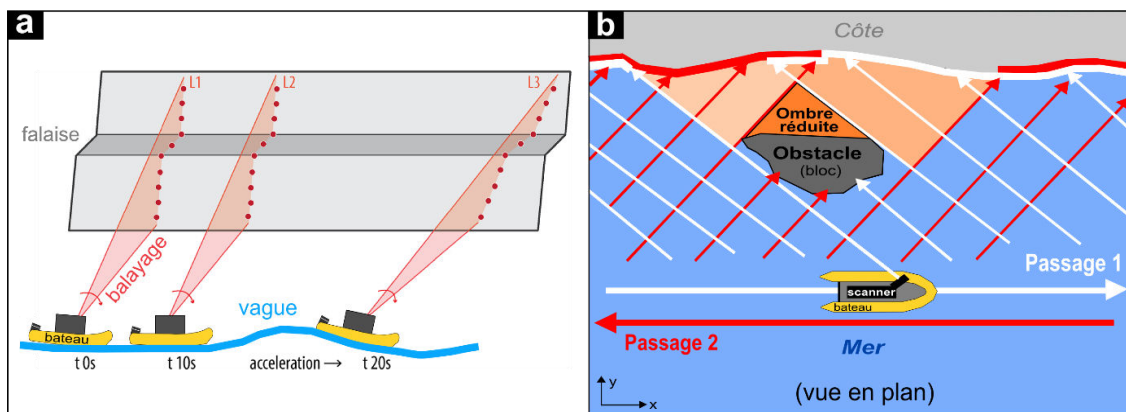 a
L1
L2
L3
falaise
balayage
vague
bateau
t 0s
t 10s
acceleration →
t 20s
b
Côte
Ombre
réduite
Obstacle
(bloc)
Passage 1
scanner
bateau
Passage 2
Mer
y
x
(vue en plan)